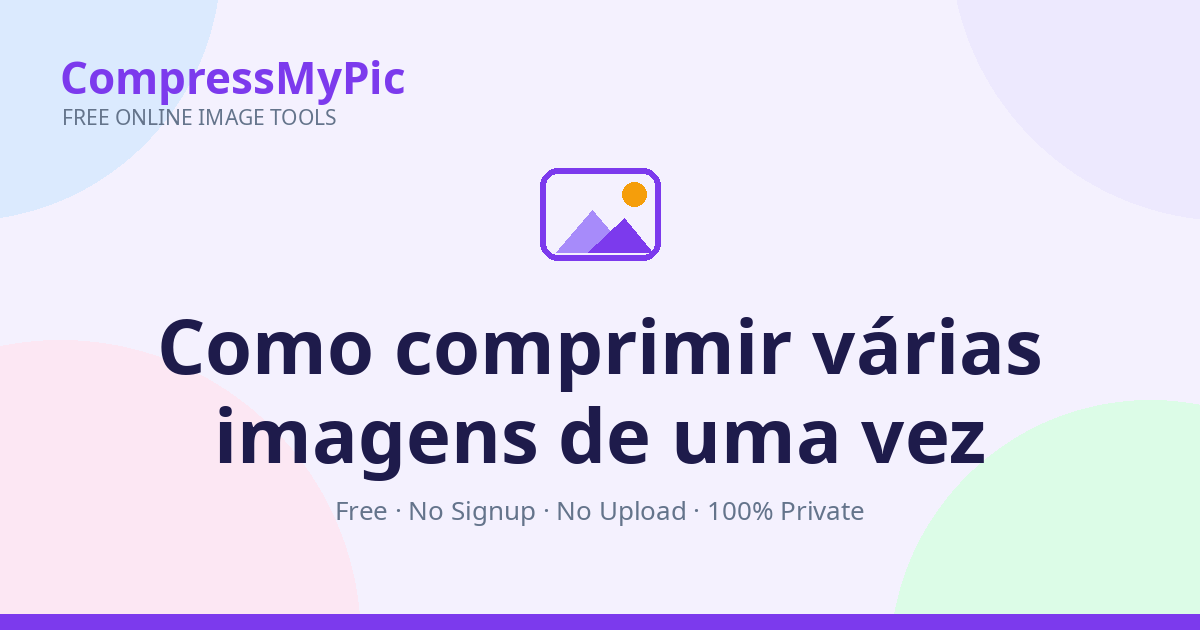 CompressMyPic
FREE ONLINE IMAGE TOOLS
Como comprimir várias
imagens de uma vez
Free · No Signup · No Upload · 100% Private